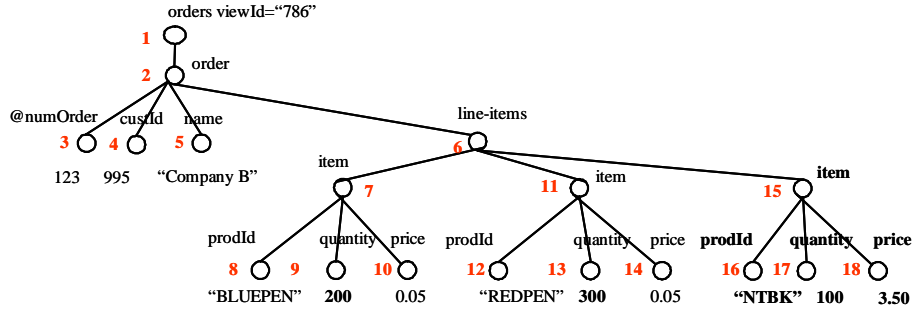 orders viewId=“786”
1
order
2
@numOrder custId name line-items
3 4 5 6
123 995 “Company B”
item item item
7 11 15
prodId quantity price prodId quantity price prodId quantity price
8 9 10 12 13 14 16 17 18
“BLUEPEN” 200 0.05 “REDPEN” 300 0.05 “NTBK” 100 3.50